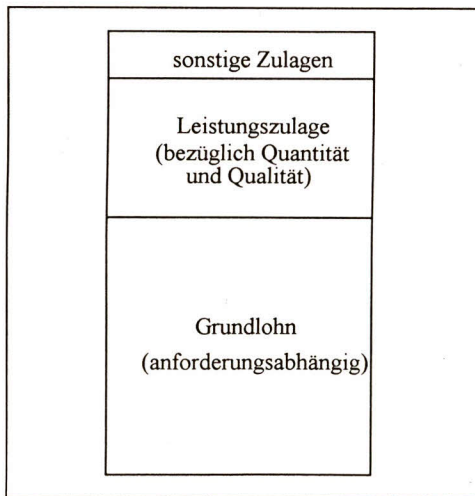 sonstige Zulagen
Leistungszulage
(bezüglich Quantität
und Qualität)
Grundlohn
(anforderungsabhängig)